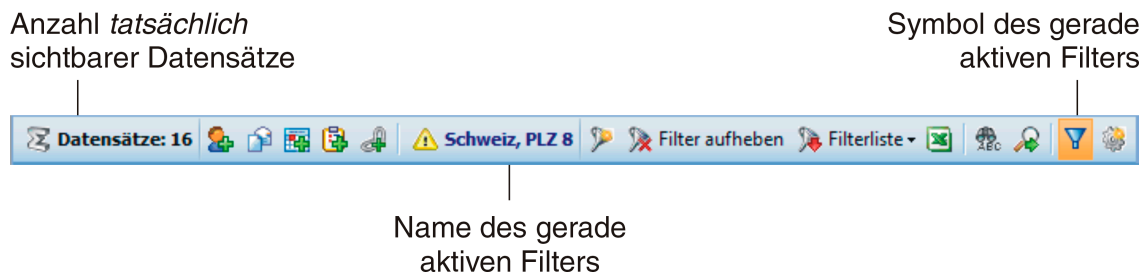 Anzahl tatsächlich
sichtbarer Datensätze
Symbol des gerade
aktiven Filters
Datensätze: 16
Schweiz, PLZ 8
Filter aufheben
Filterliste
ABC
Name des gerade
aktiven Filters